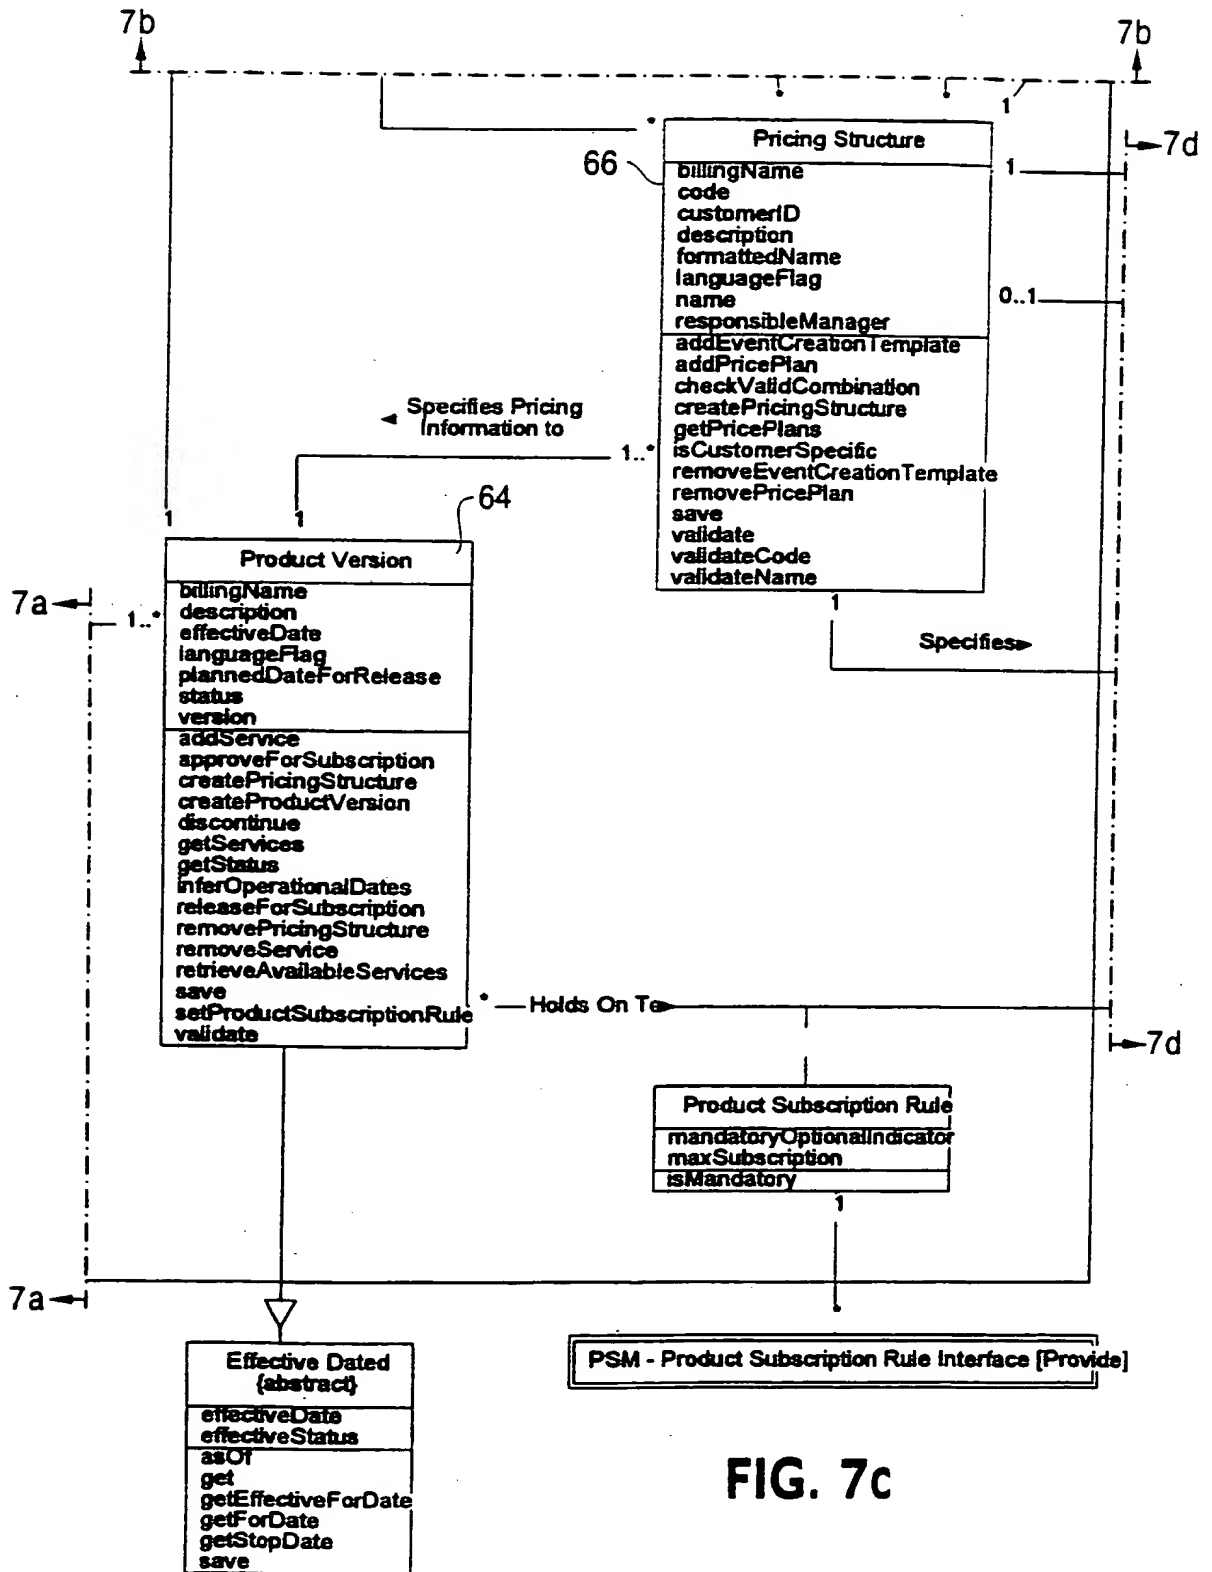 7b
7b
* * 1
*
Pricing Structure
7d
66
billingName
1
code
customerID
description
formattedName
languageFlag
name
0..1
responsibleManager
addEventCreationTemplate
addPricePlan
checkValidCombination
createPricingStructure
getPricePlans
isCustomerSpecific
removeEventCreationTemplate
removePricePlan
save
validate
validateCode
validateName
◄ Specifies Pricing
Information to
1..*
1
1
64
1
Specifies►
Product Version
7a
1..*
billingName
description
effectiveDate
languageFlag
plannedDateForRelease
status
version
addService
approveForSubscription
createPricingStructure
createProductVersion
discontinue
getServices
getStatus
inferOperationalDates
releaseForSubscription
removePricingStructure
removeService
retrieveAvailableServices
save
setProductSubscriptionRule
validate
* Holds On Te►
7d
Product Subscription Rule
mandatoryOptionalIndicator
maxSubscription
isMandatory
1
*
7a
PSM - Product Subscription Rule Interface [Provide]
Effective Dated
{abstract}
effectiveDate
effectiveStatus
asOf
get
getEffectiveForDate
getForDate
getStopDate
save
FIG. 7c